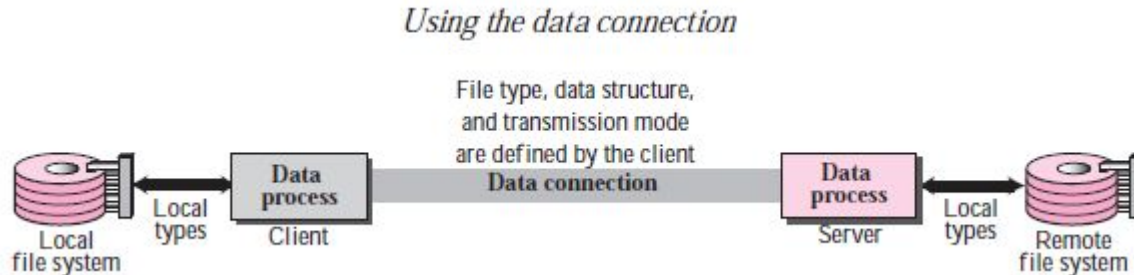 Using the data connection
File type, data structure,
and transmission mode
are defined by the client
Data connection
Data
process
Client
Local
types
Local
file system
Data
process
Server
Local
types
Remote
file system